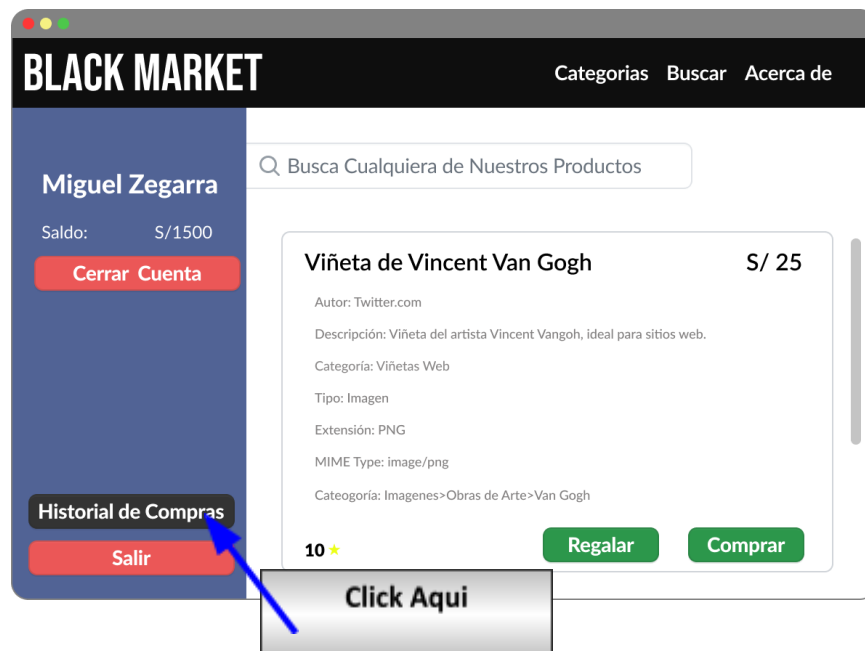 BLACK MARKET
Categorias Buscar Acerca de
Miguel Zegarra
Saldo: S/1500
Cerrar Cuenta
Historial de Compras
Salir
Busca Cualquiera de Nuestros Productos
Viñeta de Vincent Van Gogh S/ 25
Autor: Twitter.com
Descripción: Viñeta del artista Vincent Vangoh, ideal para sitios web.
Categoría: Viñetas Web
Tipo: Imagen
Extensión: PNG
MIME Type: image/png
Cateogoría: Imagenes>Obras de Arte>Van Gogh
10
Regalar Comprar
Click Aqui